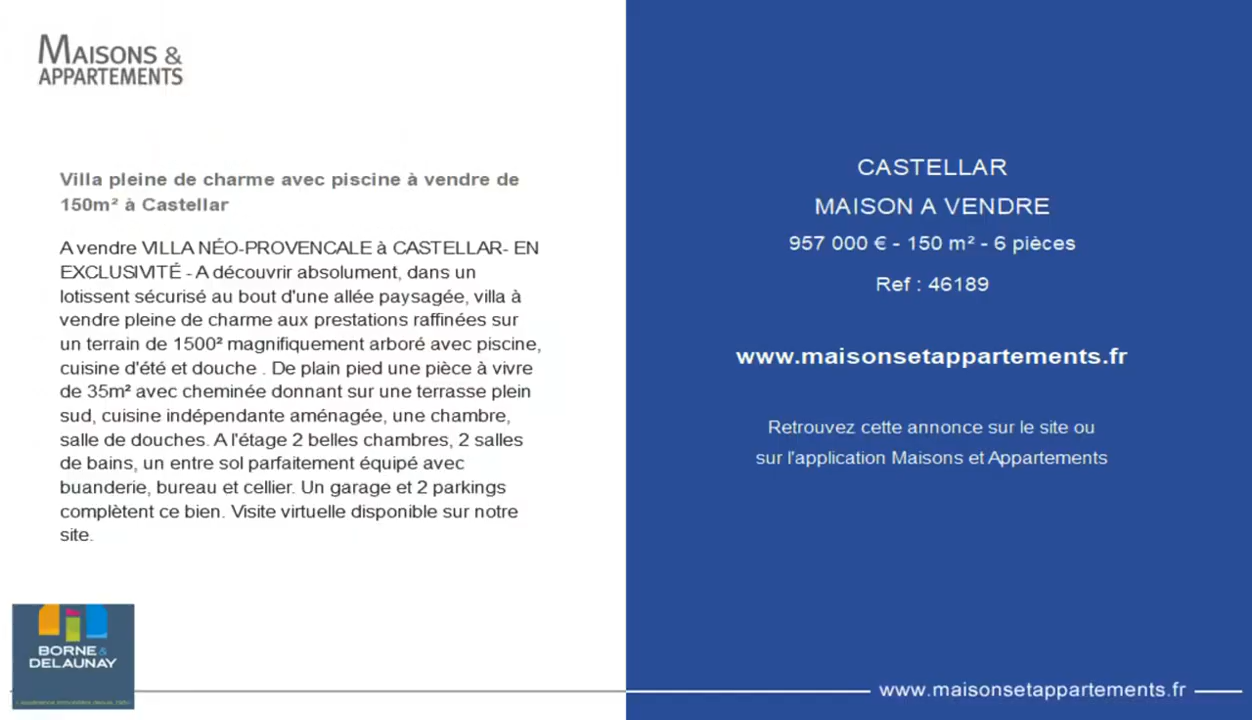 MAISONS &
APPARTEMENTS
Villa pleine de charme avec piscine à vendre de
150m² à Castellar
A vendre VILLA NÉO-PROVENCALE à CASTELLAR- EN
EXCLUSIVITÉ - A découvrir absolument, dans un
lotissent sécurisé au bout d'une allée paysagée, villa à
vendre pleine de charme aux prestations raffinées sur
un terrain de 1500² magnifiquement arboré avec piscine,
cuisine d'été et douche . De plain pied une pièce à vivre
de 35m² avec cheminée donnant sur une terrasse plein
sud, cuisine indépendante aménagée, une chambre,
salle de douches. A l'étage 2 belles chambres, 2 salles
de bains, un entre sol parfaitement équipé avec
buanderie, bureau et cellier. Un garage et 2 parkings
complètent ce bien. Visite virtuelle disponible sur notre
site.
BORNE &
DELAUNAY
CASTELLAR
MAISON A VENDRE
957 000 € - 150 m² - 6 pièces
Ref : 46189
www.maisonsetappartements.fr
Retrouvez cette annonce sur le site ou
sur l'application Maisons et Appartements
www.maisonsetappartements.fr